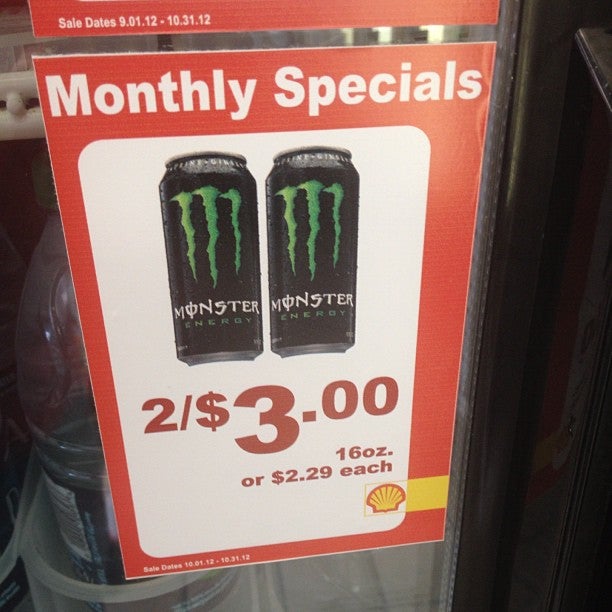 Sale Dates 9.01.12 - 10.31.12
Monthly Specials
MONSTER MONSTER
ENERGY ENERGY
2/$3.00
16oz.
or $2.29 each
Sale Dates 10.01.12 - 10.31.12